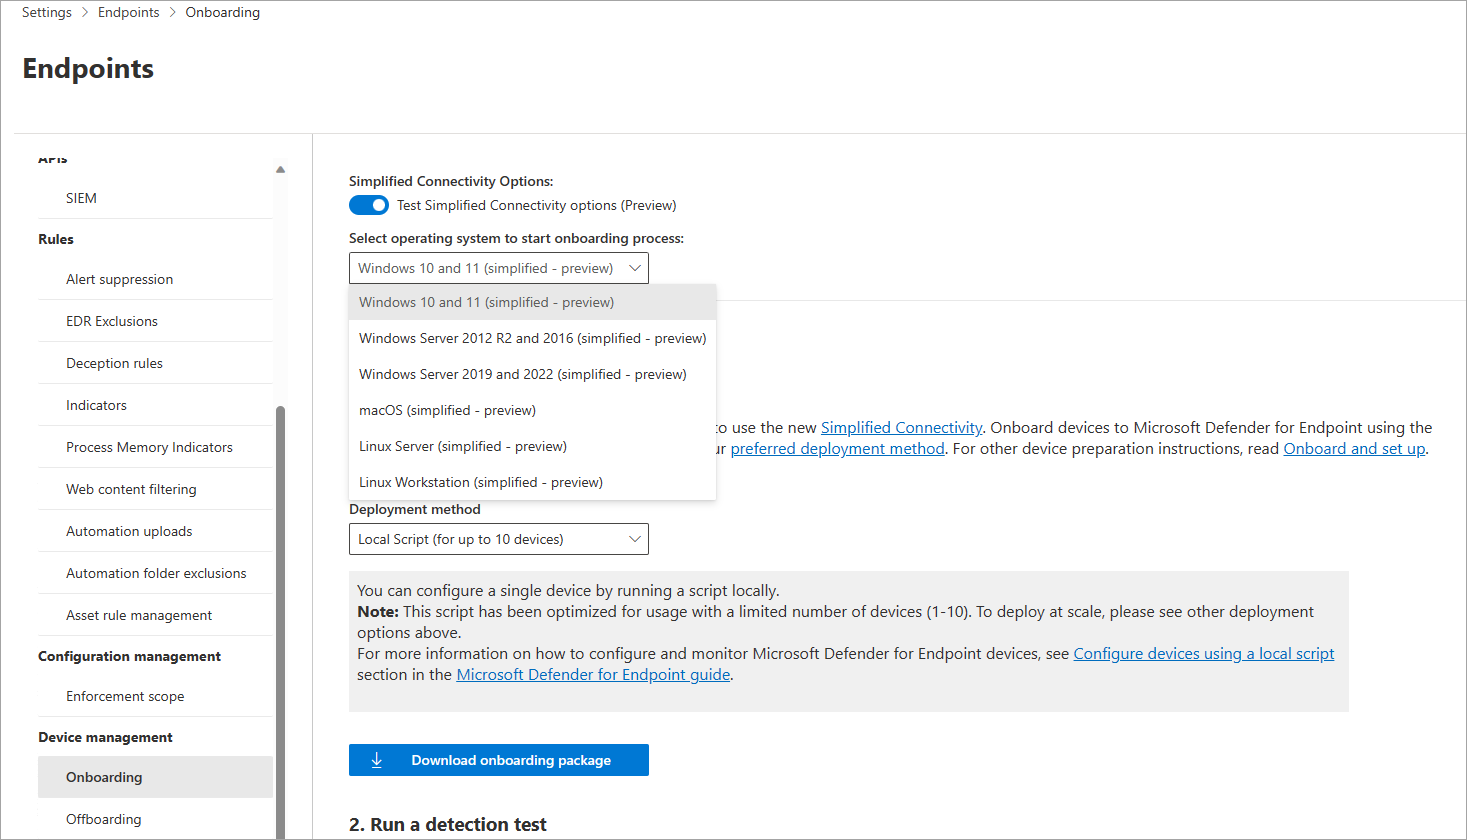 Settings > Endpoints > Onboarding
Endpoints
APIs
SIEM
Rules
Alert suppression
EDR Exclusions
Deception rules
Indicators
Process Memory Indicators
Web content filtering
Automation uploads
Automation folder exclusions
Asset rule management
Configuration management
Enforcement scope
Device management
Onboarding
Offboarding
Simplified Connectivity Options:
Test Simplified Connectivity options (Preview)
Select operating system to start onboarding process:
Windows 10 and 11 (simplified - preview)
Windows 10 and 11 (simplified - preview)
Windows Server 2012 R2 and 2016 (simplified - preview)
Windows Server 2019 and 2022 (simplified - preview)
macOS (simplified - preview)
Linux Server (simplified - preview)
Linux Workstation (simplified - preview)
to use the new Simplified Connectivity. Onboard devices to Microsoft Defender for Endpoint using the
preferred deployment method. For other device preparation instructions, read Onboard and set up.
Deployment method
Local Script (for up to 10 devices)
You can configure a single device by running a script locally.
Note: This script has been optimized for usage with a limited number of devices (1-10). To deploy at scale, please see other deployment
options above.
For more information on how to configure and monitor Microsoft Defender for Endpoint devices, see Configure devices using a local script
section in the Microsoft Defender for Endpoint guide.
Download onboarding package
2. Run a detection test